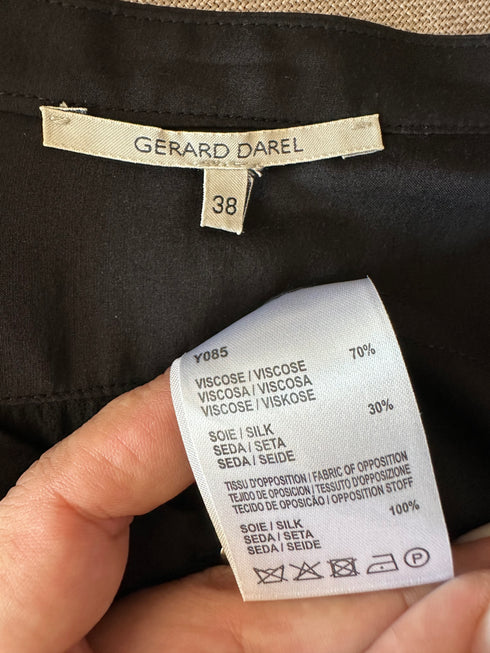 GERARD DAREL
38
Y085
VISCOSE / VISCOSE 70%
VISCOSA / VISCOSA
VISCOSE / VISKOSE
SOIE / SILK 30%
SEDA / SETA
SEDA / SEIDE
TISSU D'OPPOSITION / FABRIC OF OPPOSITION
TEJIDO DE OPOSICION / TESSUTO D'OPPOSIZIONE
TECIDO DE OPOSICÃO / OPPOSITION STOFF
SOIE / SILK 100%
SEDA / SETA
SEDA / SEIDE
P